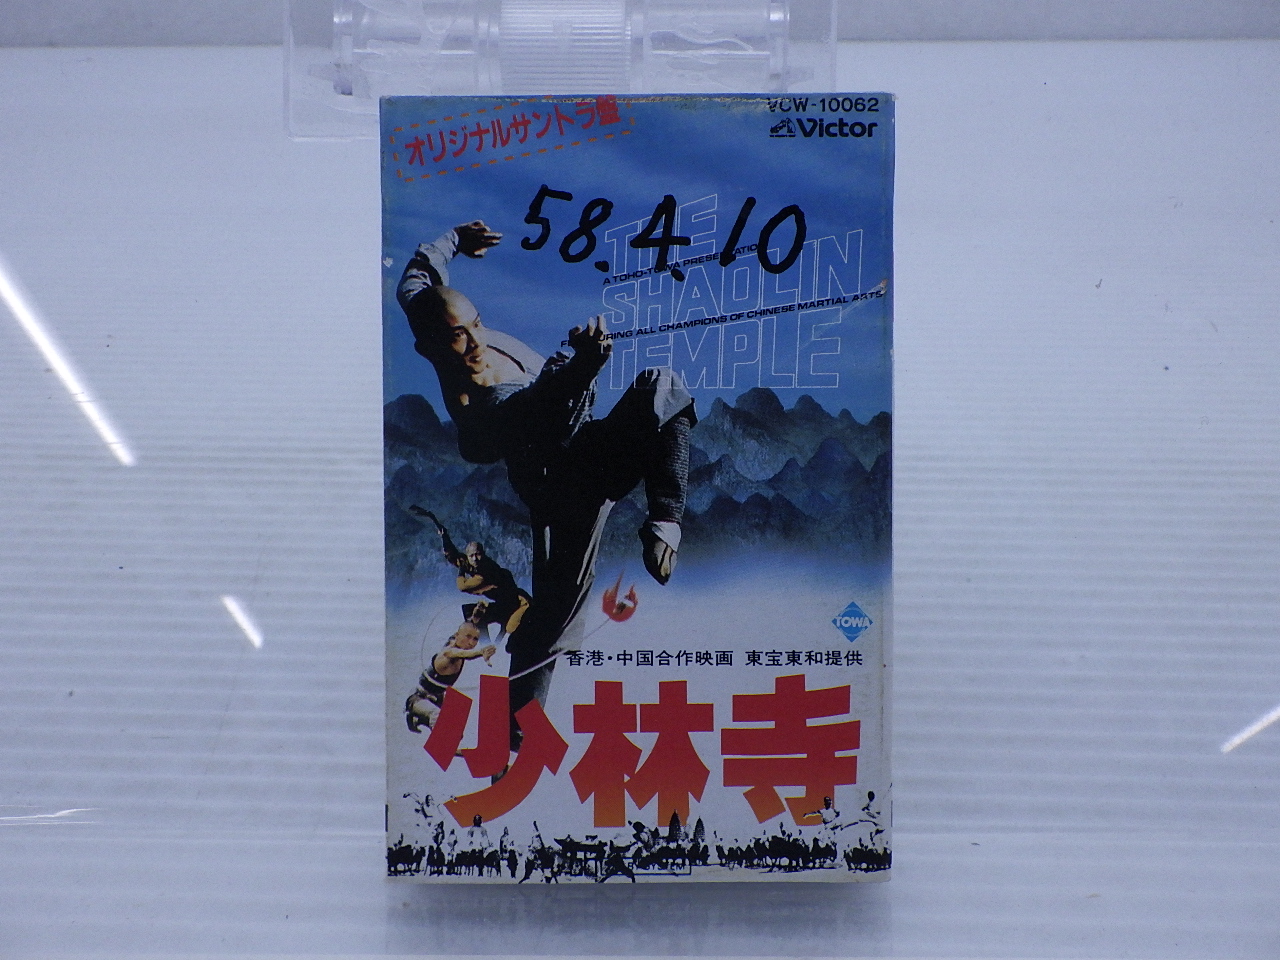 VCW-10062
Victor
オリジナルサントラ盤
58.4.10
THE
A TOHO-TOWA PRESENTATION
SHAOLIN
FEATURING ALL CHAMPIONS OF CHINESE MARTIAL ARTS
TEMPLE
TOWA
香港・中国合作映画 東宝東和提供
少林寺